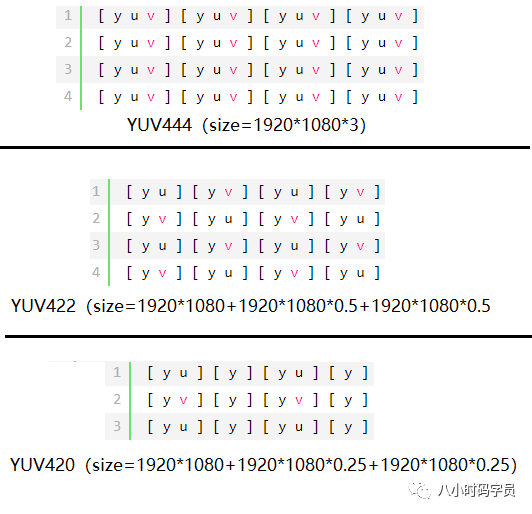 1 [ y u v ] [ y u v ] [ y u v ] [ y u v ]
2 [ y u v ] [ y u v ] [ y u v ] [ y u v ]
3 [ y u v ] [ y u v ] [ y u v ] [ y u v ]
4 [ y u v ] [ y u v ] [ y u v ] [ y u v ]
YUV444（size=1920*1080*3）
1 [ y u ] [ y v ] [ y u ] [ y v ]
2 [ y v ] [ y u ] [ y v ] [ y u ]
3 [ y u ] [ y v ] [ y u ] [ y v ]
4 [ y v ] [ y u ] [ y v ] [ y u ]
YUV422（size=1920*1080+1920*1080*0.5+1920*1080*0.5
1 [ y u ] [ y ] [ y u ] [ y ]
2 [ y v ] [ y ] [ y v ] [ y ]
3 [ y u ] [ y ] [ y u ] [ y ]
YUV420（size=1920*1080+1920*1080*0.25+1920*1080*0.25）
八小时码字员